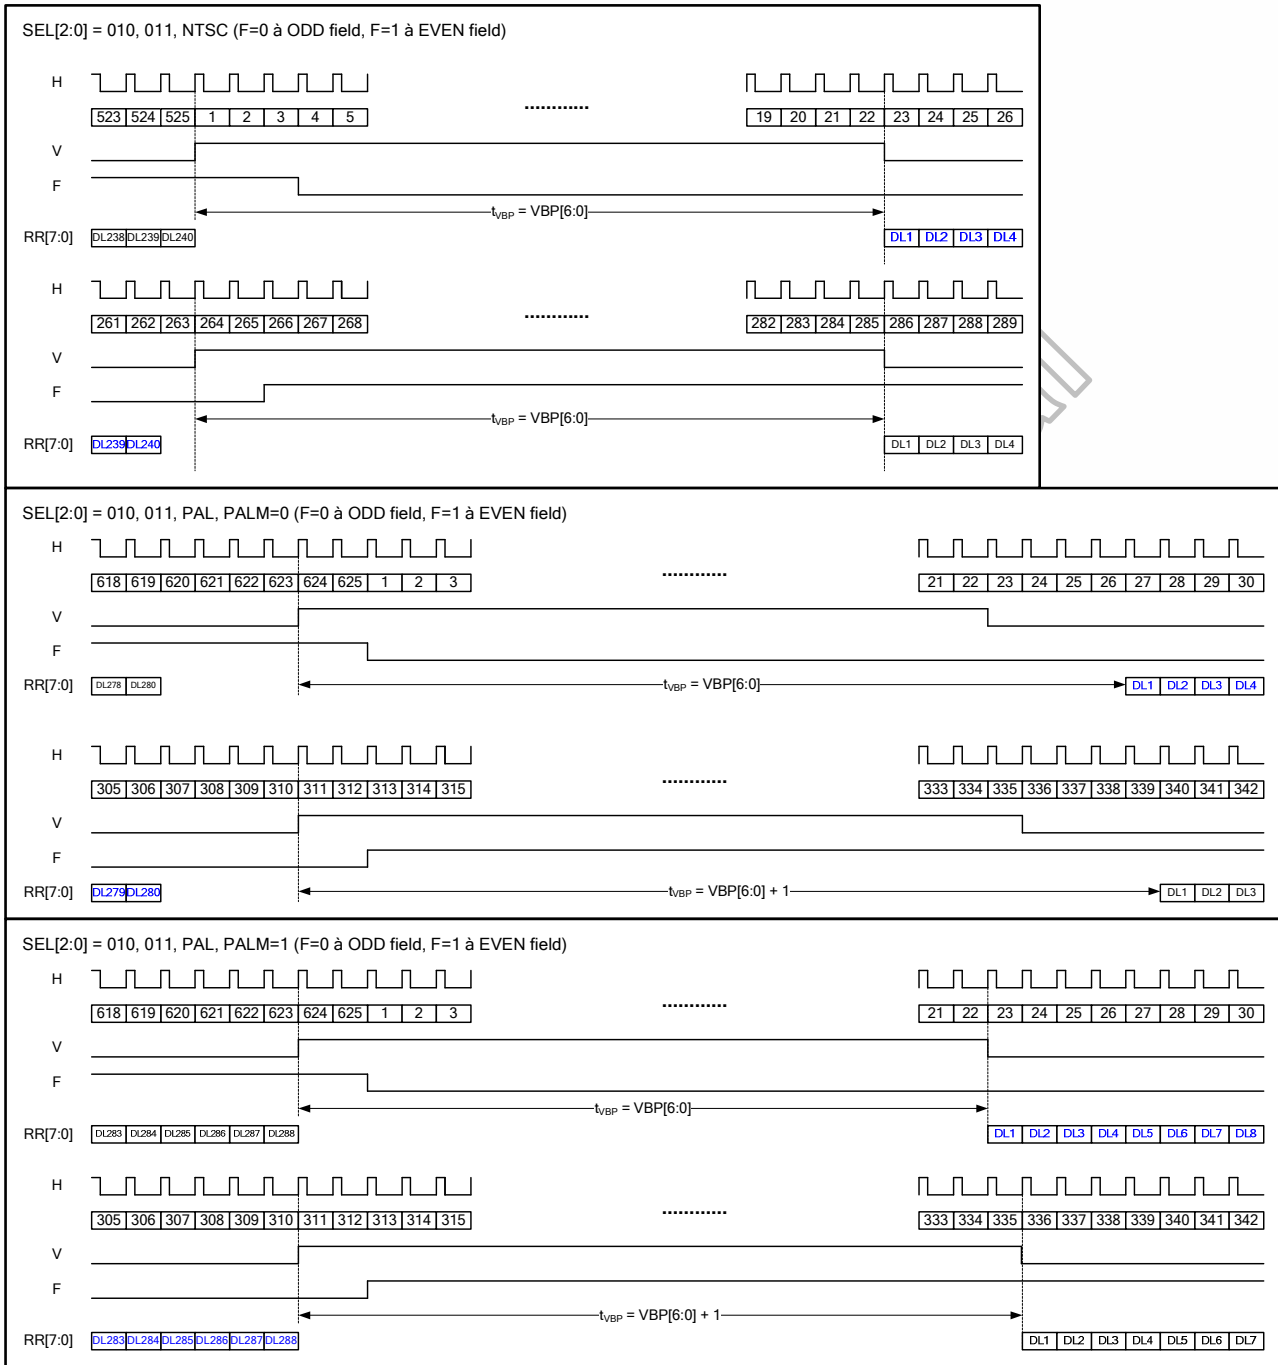 SEL[2:0] = 010, 011, NTSC (F=0 à ODD field, F=1 à EVEN field)
H
523 524 525 1 2 3 4 5 ............ 19 20 21 22 23 24 25 26
V
F
tVBP = VBP[6:0]
RR[7:0] DL238 DL239 DL240 DL1 DL2 DL3 DL4
H
261 262 263 264 265 266 267 268 ............ 282 283 284 285 286 287 288 289
V
F
tVBP = VBP[6:0]
RR[7:0] DL239 DL240 DL1 DL2 DL3 DL4
SEL[2:0] = 010, 011, PAL, PALM=0 (F=0 à ODD field, F=1 à EVEN field)
H
618 619 620 621 622 623 624 625 1 2 3 ............ 21 22 23 24 25 26 27 28 29 30
V
F
RR[7:0] DL278 DL280 tVBP = VBP[6:0] DL1 DL2 DL3 DL4
H
305 306 307 308 309 310 311 312 313 314 315 ............ 333 334 335 336 337 338 339 340 341 342
V
F
RR[7:0] DL279 DL280 tVBP = VBP[6:0] + 1 DL1 DL2 DL3
SEL[2:0] = 010, 011, PAL, PALM=1 (F=0 à ODD field, F=1 à EVEN field)
H
618 619 620 621 622 623 624 625 1 2 3 ............ 21 22 23 24 25 26 27 28 29 30
V
F
tVBP = VBP[6:0]
RR[7:0] DL283 DL284 DL285 DL286 DL287 DL288 DL1 DL2 DL3 DL4 DL5 DL6 DL7 DL8
H
305 306 307 308 309 310 311 312 313 314 315 ............ 333 334 335 336 337 338 339 340 341 342
V
F
tVBP = VBP[6:0] + 1
RR[7:0] DL283 DL284 DL285 DL286 DL287 DL288 DL1 DL2 DL3 DL4 DL5 DL6 DL7